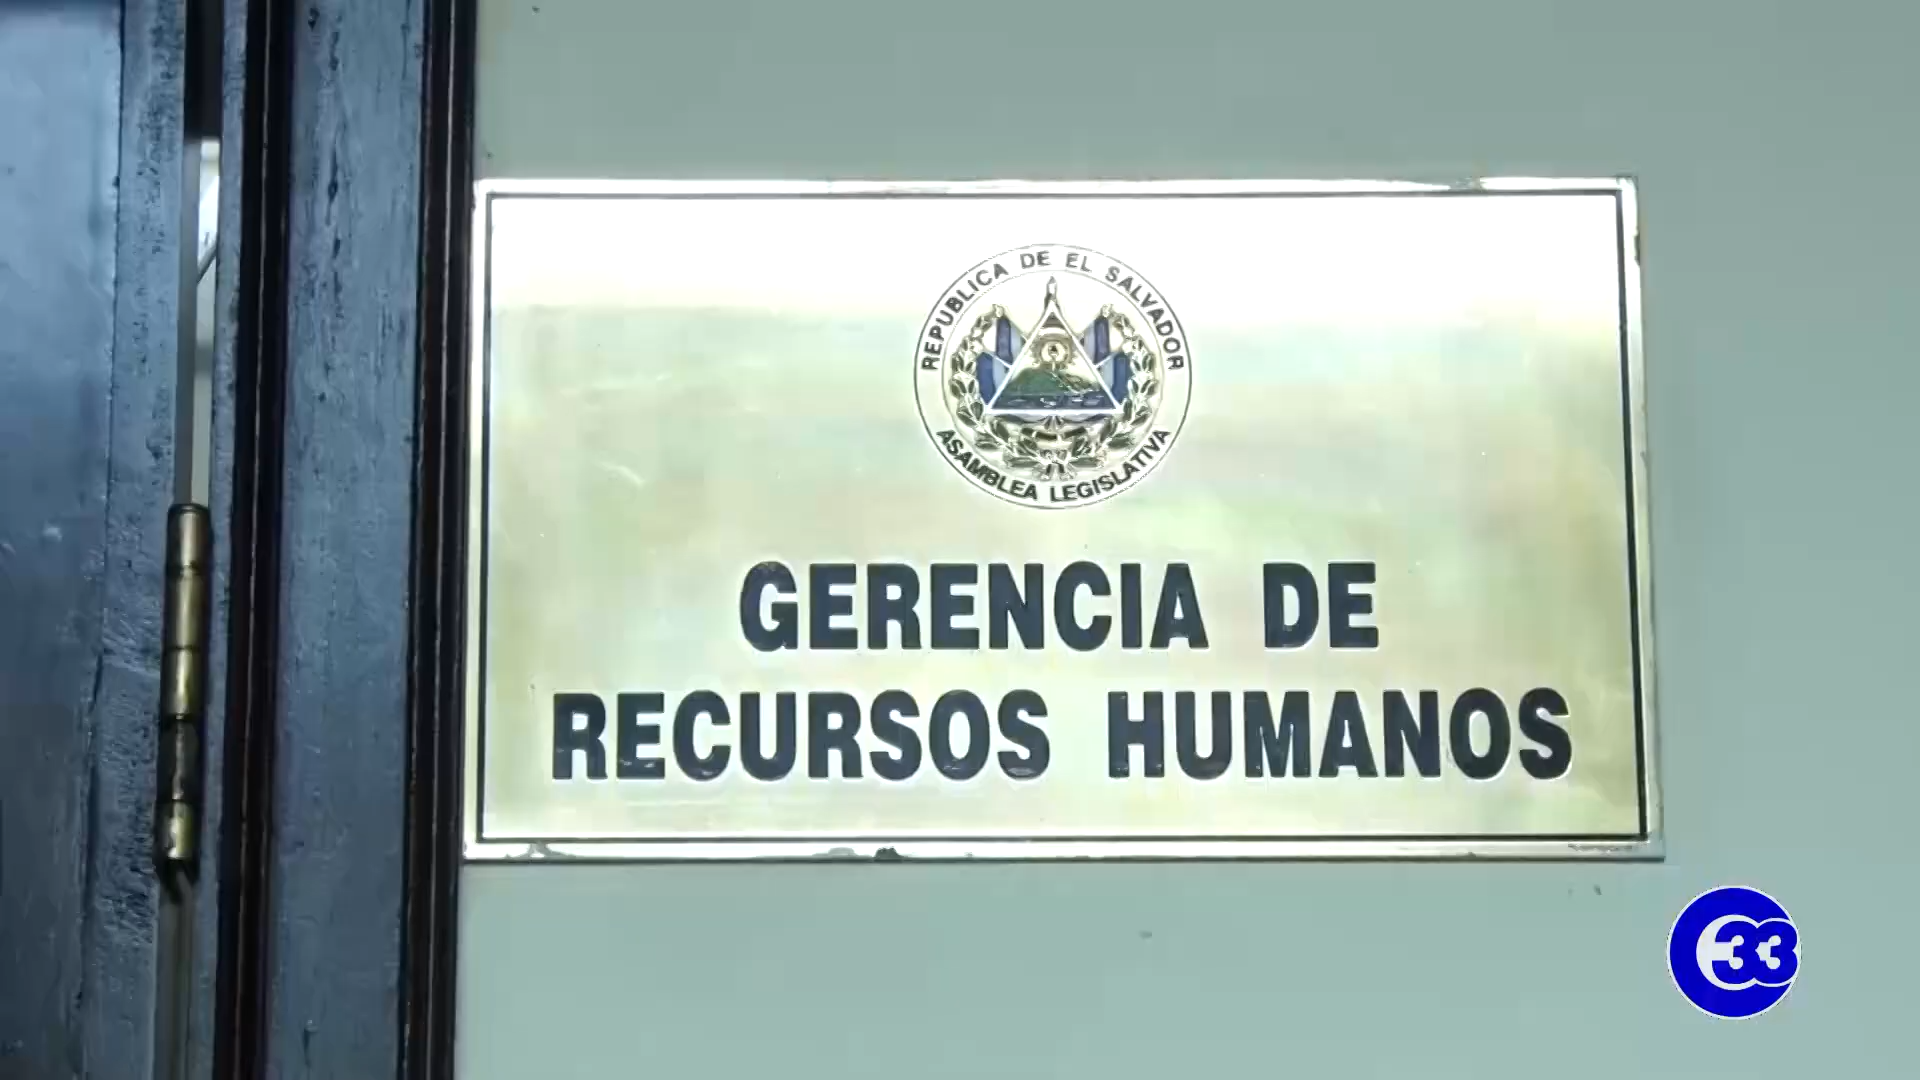 REPUBLICA DE EL SALVADOR
ASAMBLEA LEGISLATIVA
GERENCIA DE
RECURSOS HUMANOS
33